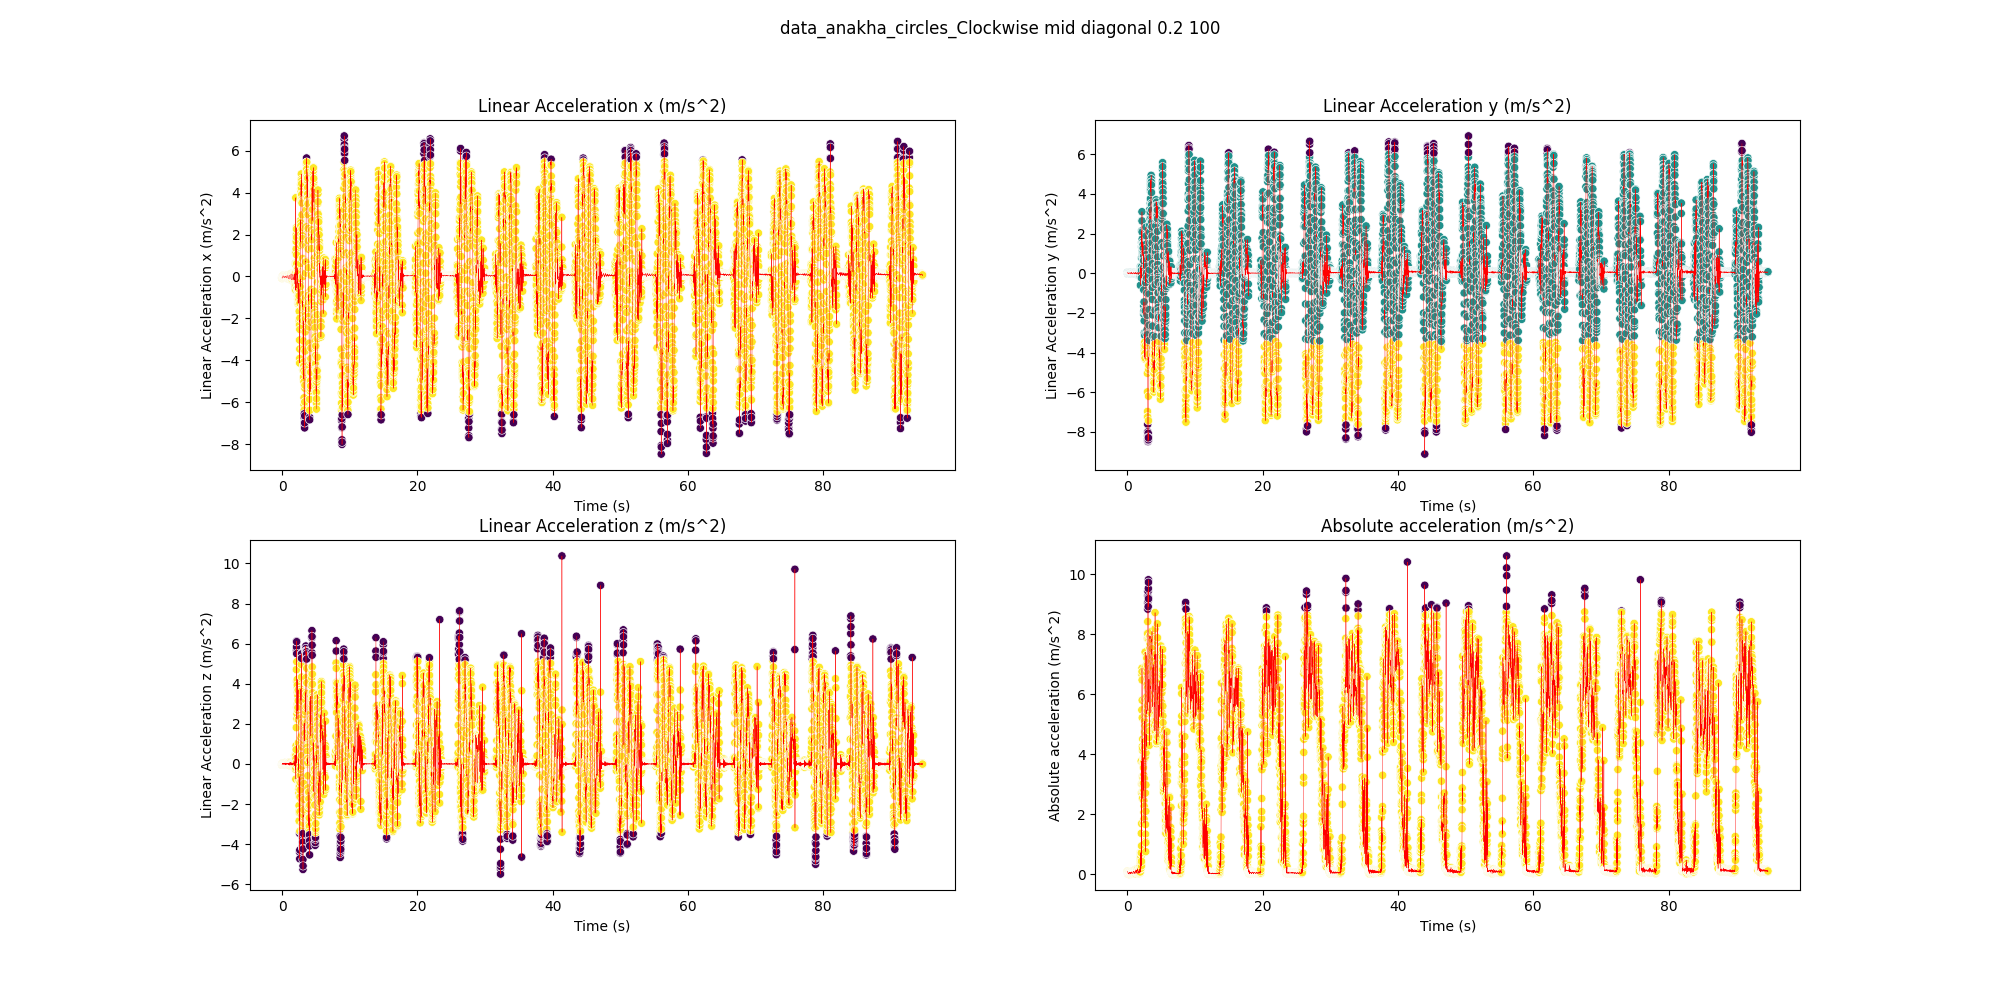 data_anakha_circles_Clockwise mid diagonal 0.2 100
Linear Acceleration x (m/s^2)
Linear Acceleration x (m/s^2)
6
4
2
0
−2
−4
−6
−8
0 20 40 60 80
Time (s)
Linear Acceleration y (m/s^2)
Linear Acceleration y (m/s^2)
6
4
2
0
−2
−4
−6
−8
0 20 40 60 80
Time (s)
Linear Acceleration z (m/s^2)
Linear Acceleration z (m/s^2)
10
8
6
4
2
0
−2
−4
−6
0 20 40 60 80
Time (s)
Absolute acceleration (m/s^2)
Absolute acceleration (m/s^2)
10
8
6
4
2
0
0 20 40 60 80
Time (s)